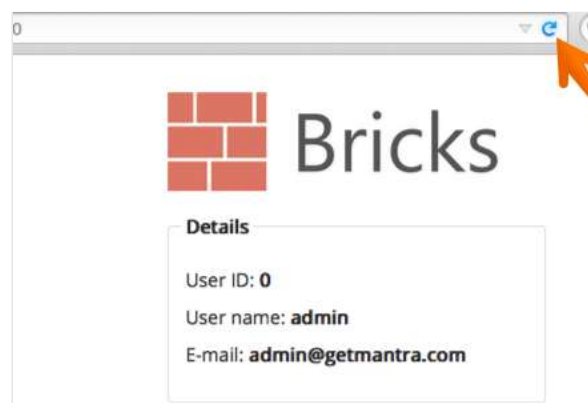 0
Bricks
Details
User ID: 0
User name: admin
E-mail: admin@getmantra.com